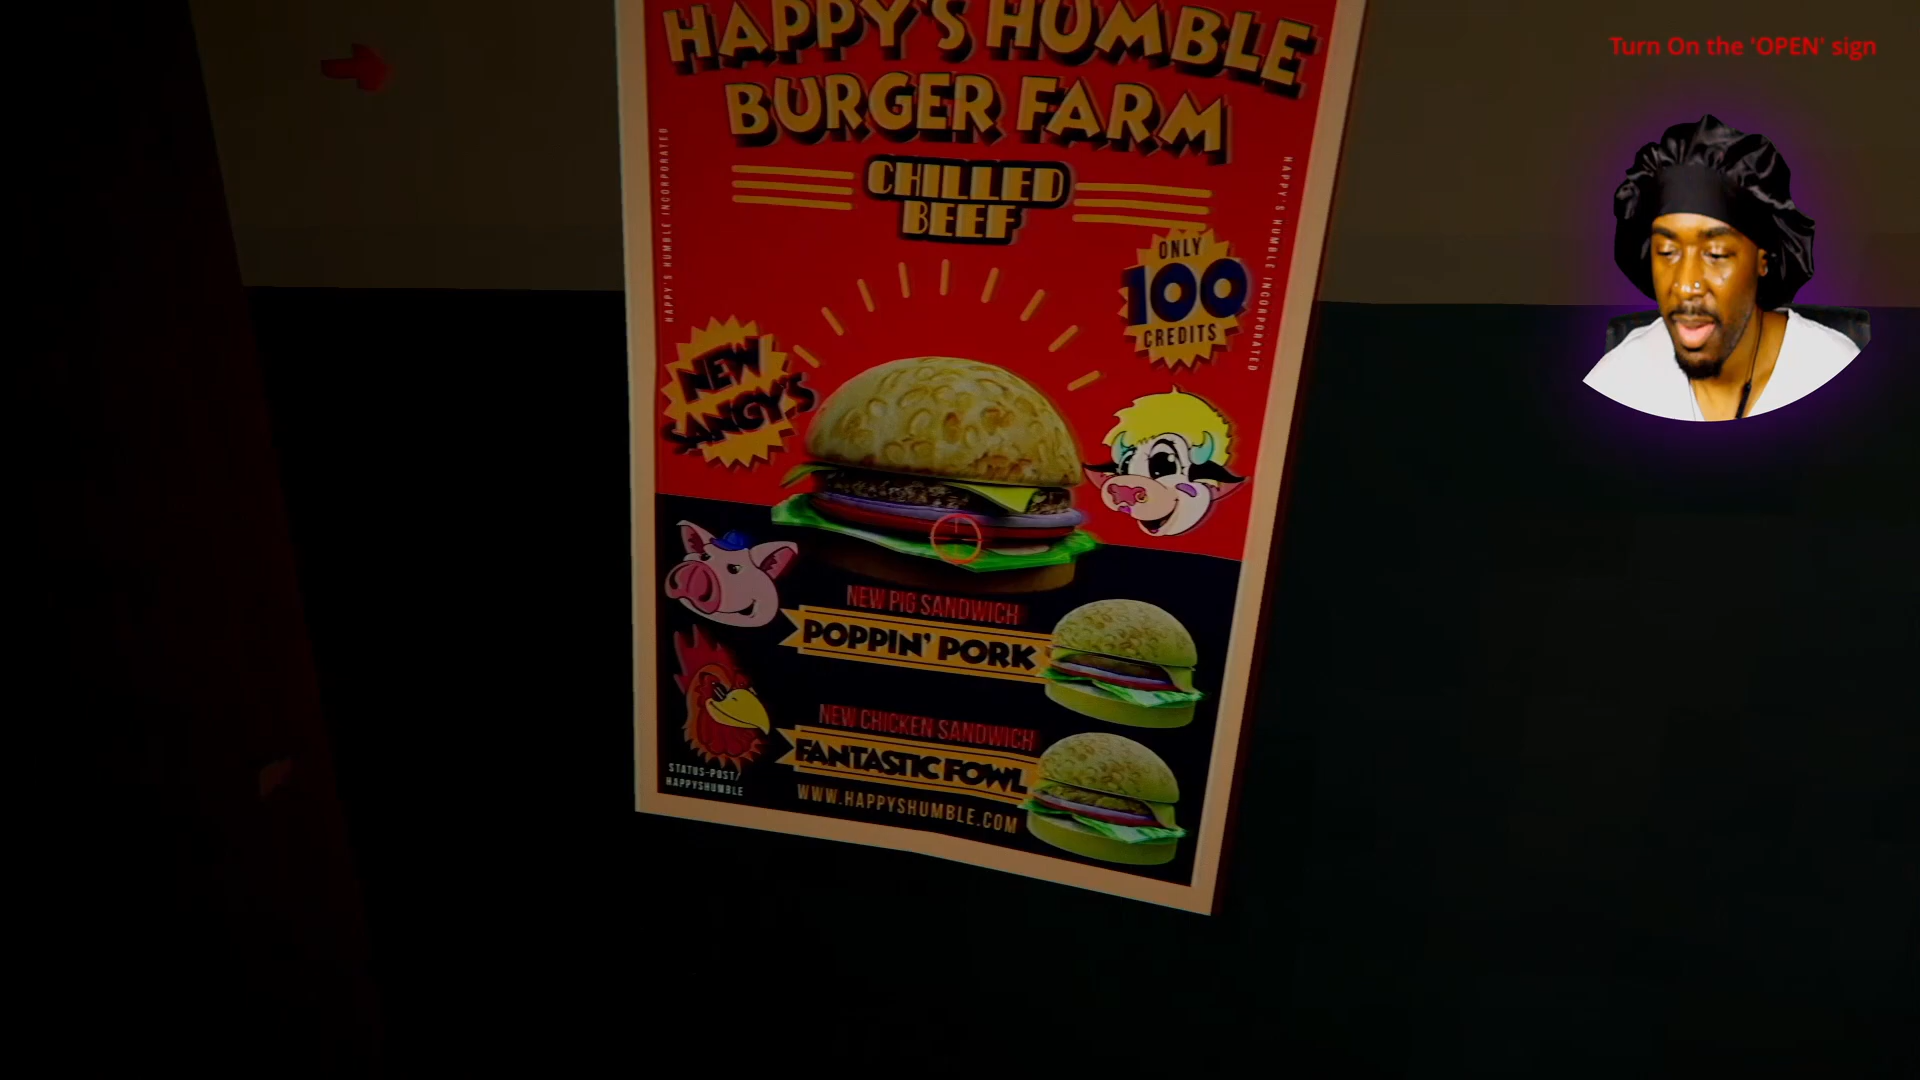 Turn On the 'OPEN' sign
HAPPY'S HUMBLE
BURGER FARM
CHILLED
BEEF
HAPPY'S HUMBLE INCORPORATED
HAPPY'S HUMBLE INCORPORATED
ONLY
100
CREDITS
NEW
SANGY'S
NEW PIG SANDWICH
POPPIN' PORK
NEW CHICKEN SANDWICH
FANTASTIC FOWL
STATUS-POST/
HAPPYSHUMBLE
WWW.HAPPYSHUMBLE.COM